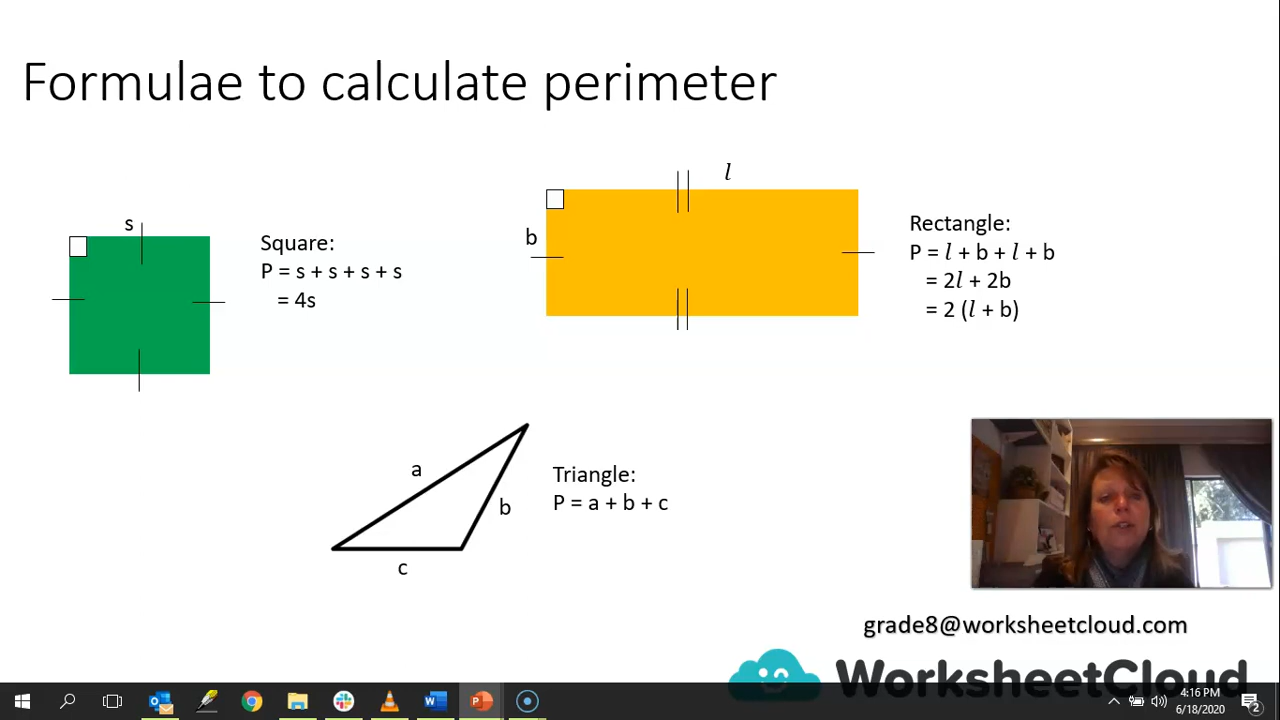 Formulae to calculate perimeter
s
Square:
P = s + s + s + s
= 4s
l
b
Rectangle:
P = l + b + l + b
= 2l + 2b
= 2 (l + b)
a
b
c
Triangle:
P = a + b + c
grade8@worksheetcloud.com
WorksheetCloud
4:16 PM
6/18/2020
2